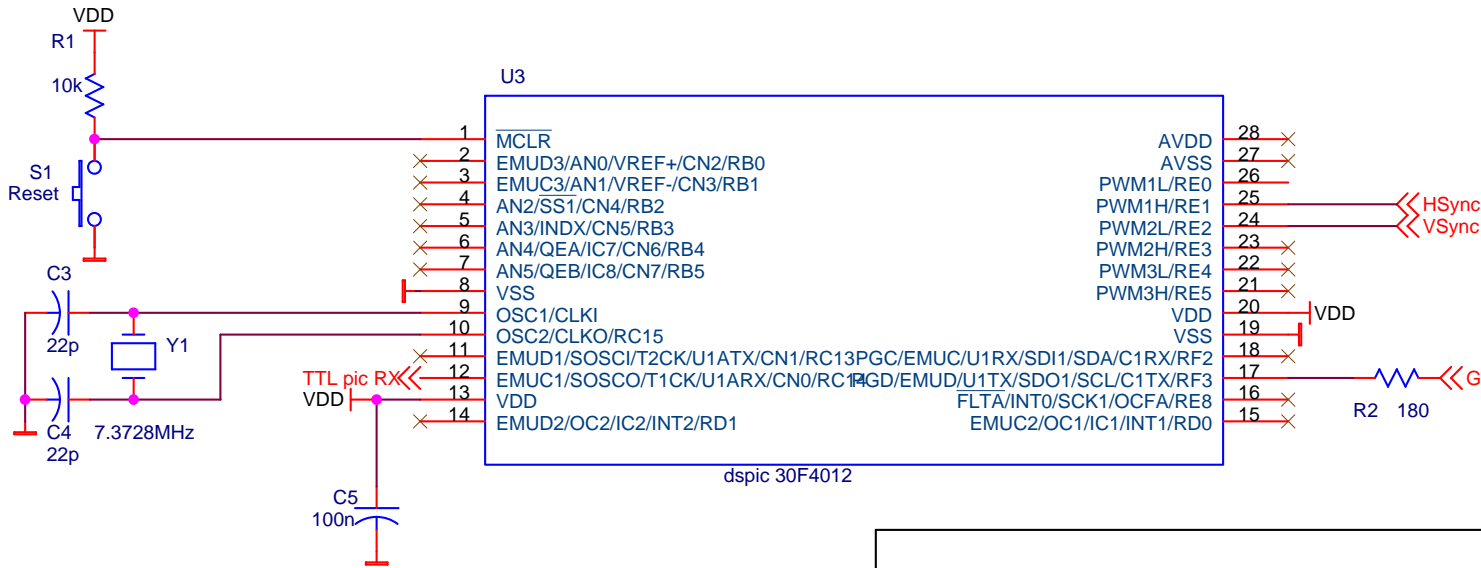 VDD
R1
10k
S1
Reset
C3
22p
Y1
C4
22p
7.3728MHz
TTL pic RX
VDD
C5
100n
U3
1 MCLR
2 EMUD3/AN0/VREF+/CN2/RB0
3 EMUC3/AN1/VREF-/CN3/RB1
4 AN2/SS1/CN4/RB2
5 AN3/INDX/CN5/RB3
6 AN4/QEA/IC7/CN6/RB4
7 AN5/QEB/IC8/CN7/RB5
8 VSS
9 OSC1/CLKI
10 OSC2/CLKO/RC15
11 EMUD1/SOSCI/T2CK/U1ATX/CN1/RC13
12 EMUC1/SOSCO/T1CK/U1ARX/CN0/RC14
13 VDD
14 EMUD2/OC2/IC2/INT2/RD1
AVDD 28
AVSS 27
PWM1L/RE0 26
PWM1H/RE1 25
PWM2L/RE2 24
PWM2H/RE3 23
PWM3L/RE4 22
PWM3H/RE5 21
VDD 20
VSS 19
PGC/EMUC/U1RX/SDI1/SDA/C1RX/RF2 18
PGD/EMUD/U1TX/SDO1/SCL/C1TX/RF3 17
FLTA/INT0/SCK1/OCFA/RE8 16
EMUC2/OC1/IC1/INT1/RD0 15
dspic 30F4012
HSync
VSync
VDD
R2 180
G